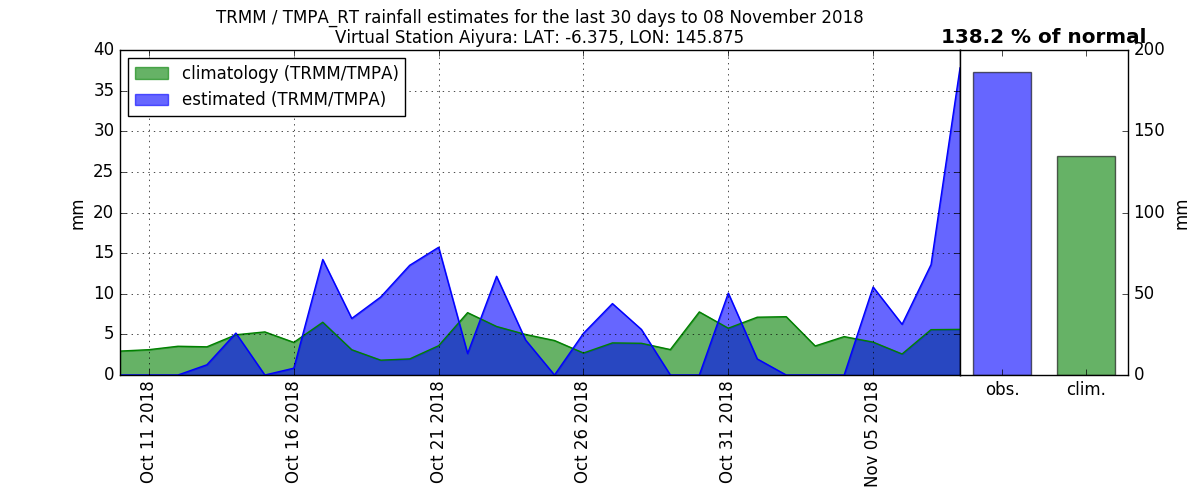 TRMM / TMPA_RT rainfall estimates for the last 30 days to 08 November 2018
Virtual Station Aiyura: LAT: -6.375, LON: 145.875
138.2 % of normal
climatology (TRMM/TMPA)
estimated (TRMM/TMPA)
40
35
30
25
20
15
10
5
0
mm
Oct 11 2018
Oct 16 2018
Oct 21 2018
Oct 26 2018
Oct 31 2018
Nov 05 2018
200
150
100
50
0
mm
obs.
clim.